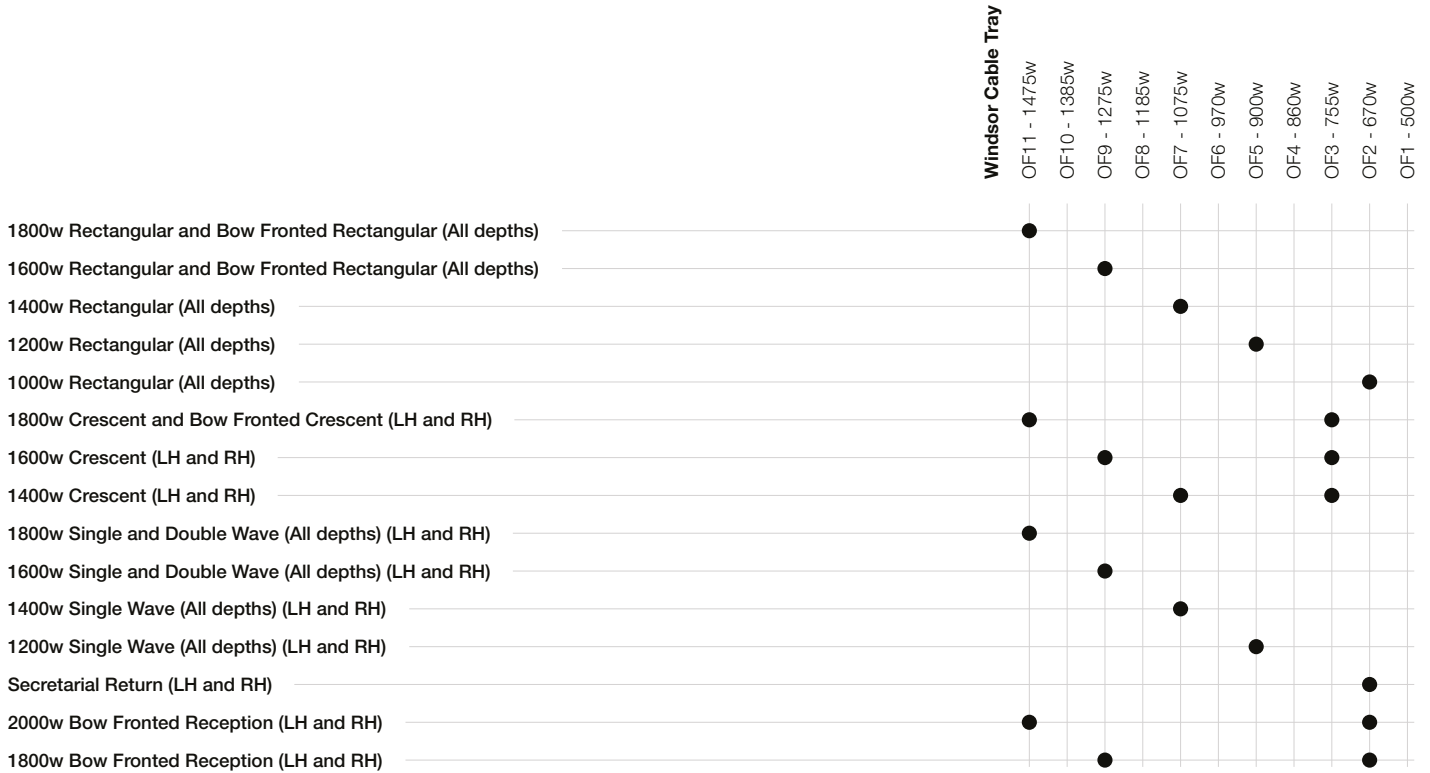 Windsor Cable Tray
OF11 - 1475w
OF10 - 1385w
OF9 - 1275w
OF8 - 1185w
OF7 - 1075w
OF6 - 970w
OF5 - 900w
OF4 - 860w
OF3 - 755w
OF2 - 670w
OF1 - 500w
1800w Rectangular and Bow Fronted Rectangular (All depths)
1600w Rectangular and Bow Fronted Rectangular (All depths)
1400w Rectangular (All depths)
1200w Rectangular (All depths)
1000w Rectangular (All depths)
1800w Crescent and Bow Fronted Crescent (LH and RH)
1600w Crescent (LH and RH)
1400w Crescent (LH and RH)
1800w Single and Double Wave (All depths) (LH and RH)
1600w Single and Double Wave (All depths) (LH and RH)
1400w Single Wave (All depths) (LH and RH)
1200w Single Wave (All depths) (LH and RH)
Secretarial Return (LH and RH)
2000w Bow Fronted Reception (LH and RH)
1800w Bow Fronted Reception (LH and RH)